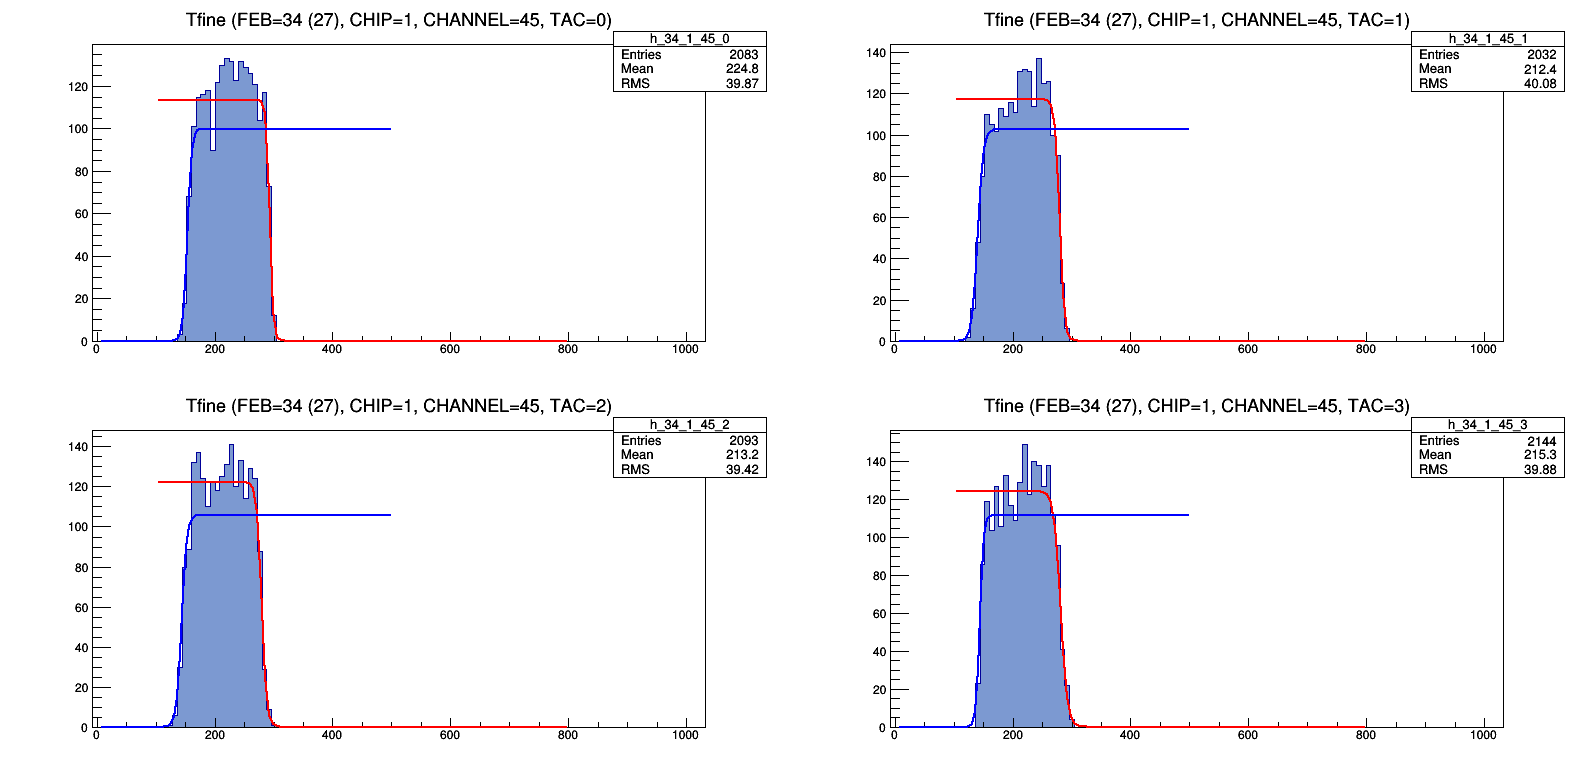 Tfine (FEB=34 (27), CHIP=1, CHANNEL=45, TAC=0)
h_34_1_45_0
Entries 2083
Mean 224.8
RMS 39.87
120
100
80
60
40
20
0
0 200 400 600 800 1000
Tfine (FEB=34 (27), CHIP=1, CHANNEL=45, TAC=1)
h_34_1_45_1
Entries 2032
Mean 212.4
RMS 40.08
140
120
100
80
60
40
20
0
0 200 400 600 800 1000
Tfine (FEB=34 (27), CHIP=1, CHANNEL=45, TAC=2)
h_34_1_45_2
Entries 2093
Mean 213.2
RMS 39.42
140
120
100
80
60
40
20
0
0 200 400 600 800 1000
Tfine (FEB=34 (27), CHIP=1, CHANNEL=45, TAC=3)
h_34_1_45_3
Entries 2144
Mean 215.3
RMS 39.88
140
120
100
80
60
40
20
0
0 200 400 600 800 1000